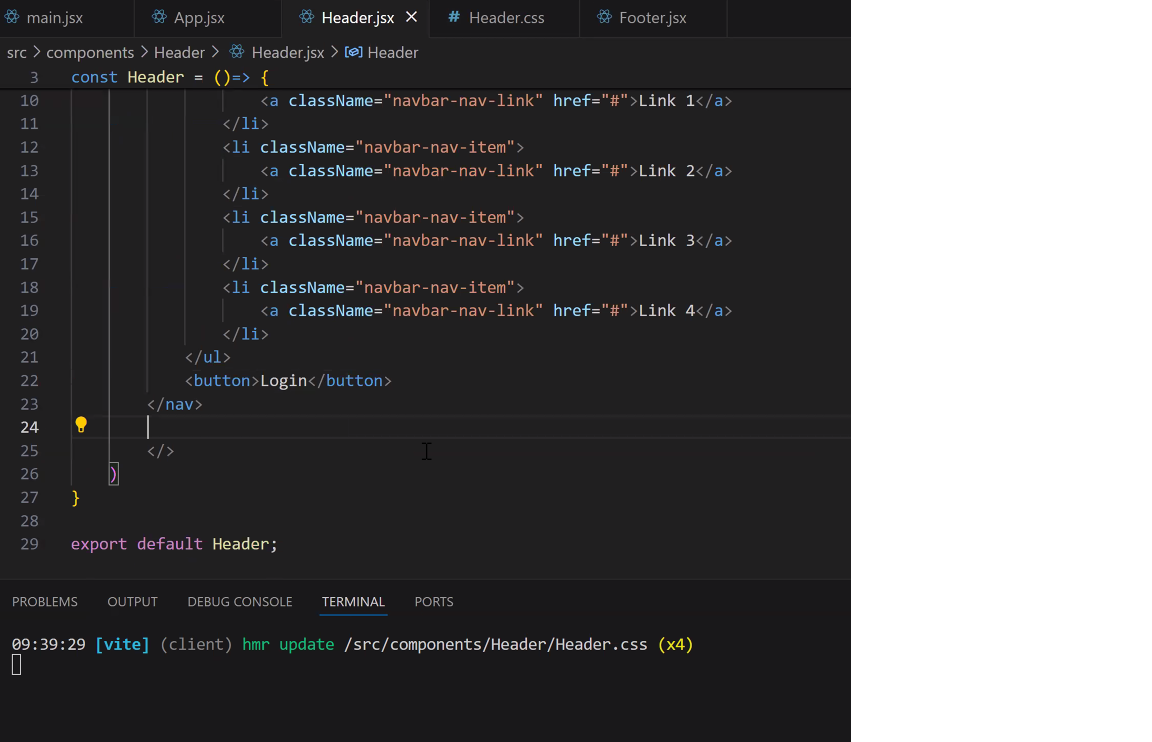 main.jsx App.jsx Header.jsx # Header.css Footer.jsx
src > components > Header > Header.jsx > Header
3 const Header = ()=> {
10 <a className="navbar-nav-link" href="#">Link 1</a>
11 </li>
12 <li className="navbar-nav-item">
13 <a className="navbar-nav-link" href="#">Link 2</a>
14 </li>
15 <li className="navbar-nav-item">
16 <a className="navbar-nav-link" href="#">Link 3</a>
17 </li>
18 <li className="navbar-nav-item">
19 <a className="navbar-nav-link" href="#">Link 4</a>
20 </li>
21 </ul>
22 <button>Login</button>
23 </nav>
24
25 </>
26 )
27 }
28
29 export default Header;
PROBLEMS OUTPUT DEBUG CONSOLE TERMINAL PORTS
09:39:29 [vite] (client) hmr update /src/components/Header/Header.css (x4)